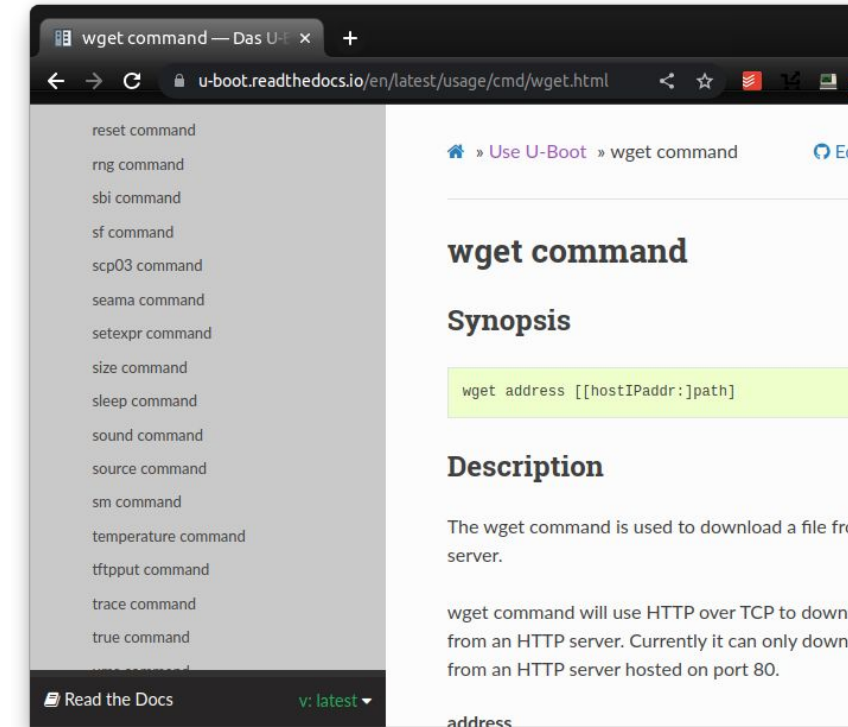 wget command — Das U-B
u-boot.readthedocs.io/en/latest/usage/cmd/wget.html
reset command
rng command
sbi command
sf command
scp03 command
seama command
setexpr command
size command
sleep command
sound command
source command
sm command
temperature command
tftpput command
trace command
true command
Read the Docs
v: latest
» Use U-Boot » wget command
Ed
wget command
Synopsis
wget address [[hostIPaddr:]path]
Description
The wget command is used to download a file fro
server.
wget command will use HTTP over TCP to down
from an HTTP server. Currently it can only down
from an HTTP server hosted on port 80.
address